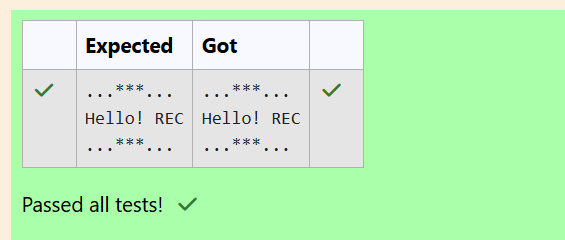 Expected Got
...***... ...***...
Hello! REC Hello! REC
...***... ...***...
Passed all tests!